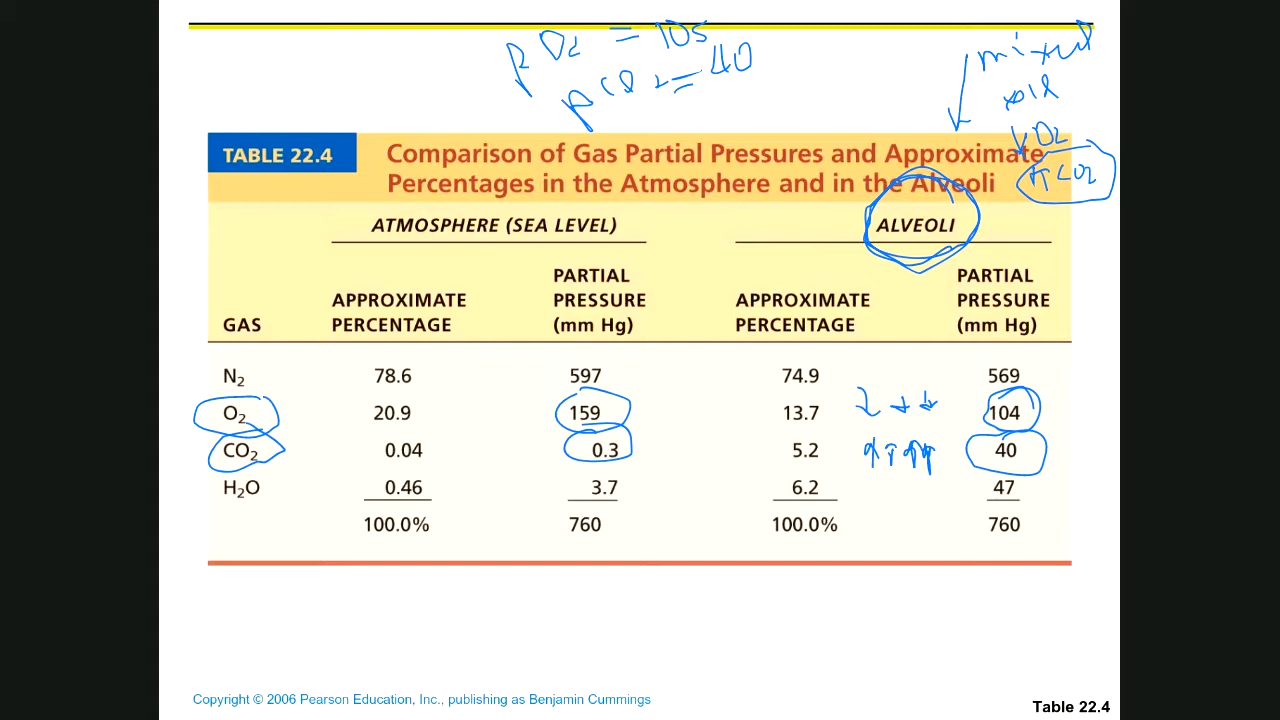 pO2 = 105
pCO2 = 40
mixed
↓O2
↑CO2
TABLE 22.4
Comparison of Gas Partial Pressures and Approximate
Percentages in the Atmosphere and in the Alveoli
ATMOSPHERE (SEA LEVEL) ALVEOLI
GAS APPROXIMATE PERCENTAGE PARTIAL PRESSURE (mm Hg) APPROXIMATE PERCENTAGE PARTIAL PRESSURE (mm Hg)
N2 78.6 597 74.9 569
O2 20.9 159 13.7 ↓ ↓ ↓ 104
CO2 0.04 0.3 5.2 ↑ ↑ ↑ ↑ 40
H2O 0.46 3.7 6.2 47
100.0% 760 100.0% 760
Copyright © 2006 Pearson Education, Inc., publishing as Benjamin Cummings
Table 22.4